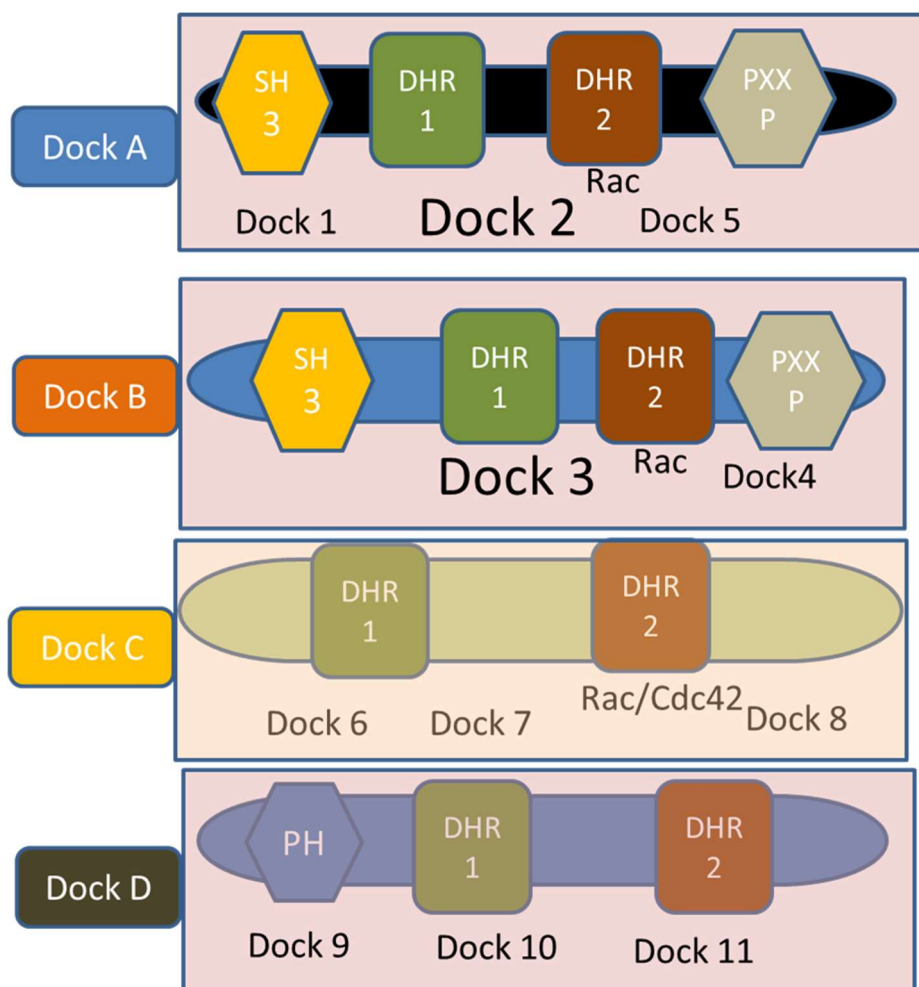 Dock A
SH
3
DHR
1
DHR
2
PXX
P
Rac
Dock 1
Dock 2
Dock 5
Dock B
SH
3
DHR
1
DHR
2
PXX
P
Rac
Dock 3
Dock4
Dock C
DHR
1
DHR
2
Rac/Cdc42
Dock 6
Dock 7
Dock 8
Dock D
PH
DHR
1
DHR
2
Dock 9
Dock 10
Dock 11